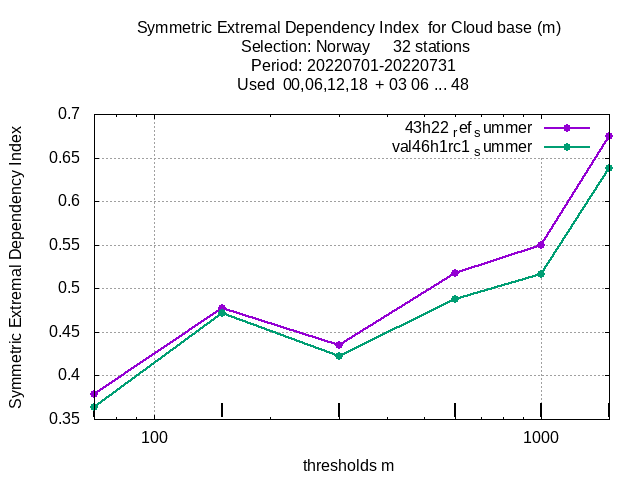 Symmetric Extremal Dependency Index for Cloud base (m)
Selection: Norway 32 stations
Period: 20220701-20220731
Used 00,06,12,18 + 03 06 ... 48
Symmetric Extremal Dependency Index
0.7
0.65
0.6
0.55
0.5
0.45
0.4
0.35
43h22 ref summer
val46h1rc1 summer
100
1000
thresholds m